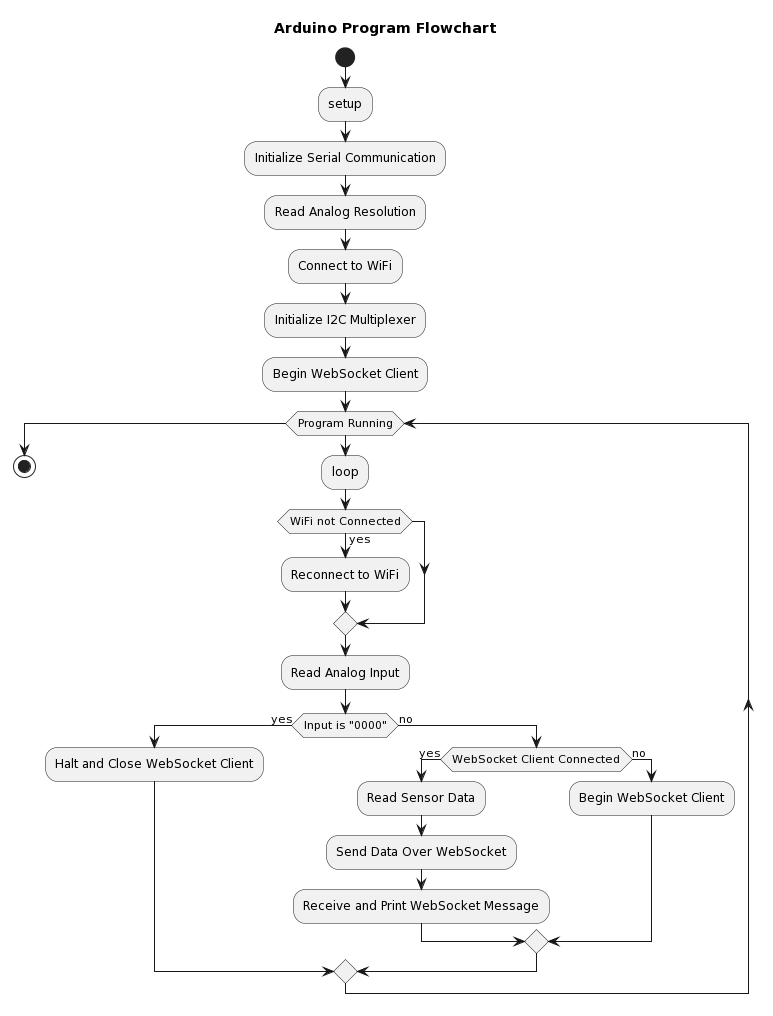 Arduino Program Flowchart
setup
Initialize Serial Communication
Read Analog Resolution
Connect to WiFi
Initialize I2C Multiplexer
Begin WebSocket Client
Program Running
loop
WiFi not Connected
yes
Reconnect to WiFi
Read Analog Input
yes
Input is "0000"
no
Halt and Close WebSocket Client
yes
WebSocket Client Connected
no
Read Sensor Data
Begin WebSocket Client
Send Data Over WebSocket
Receive and Print WebSocket Message